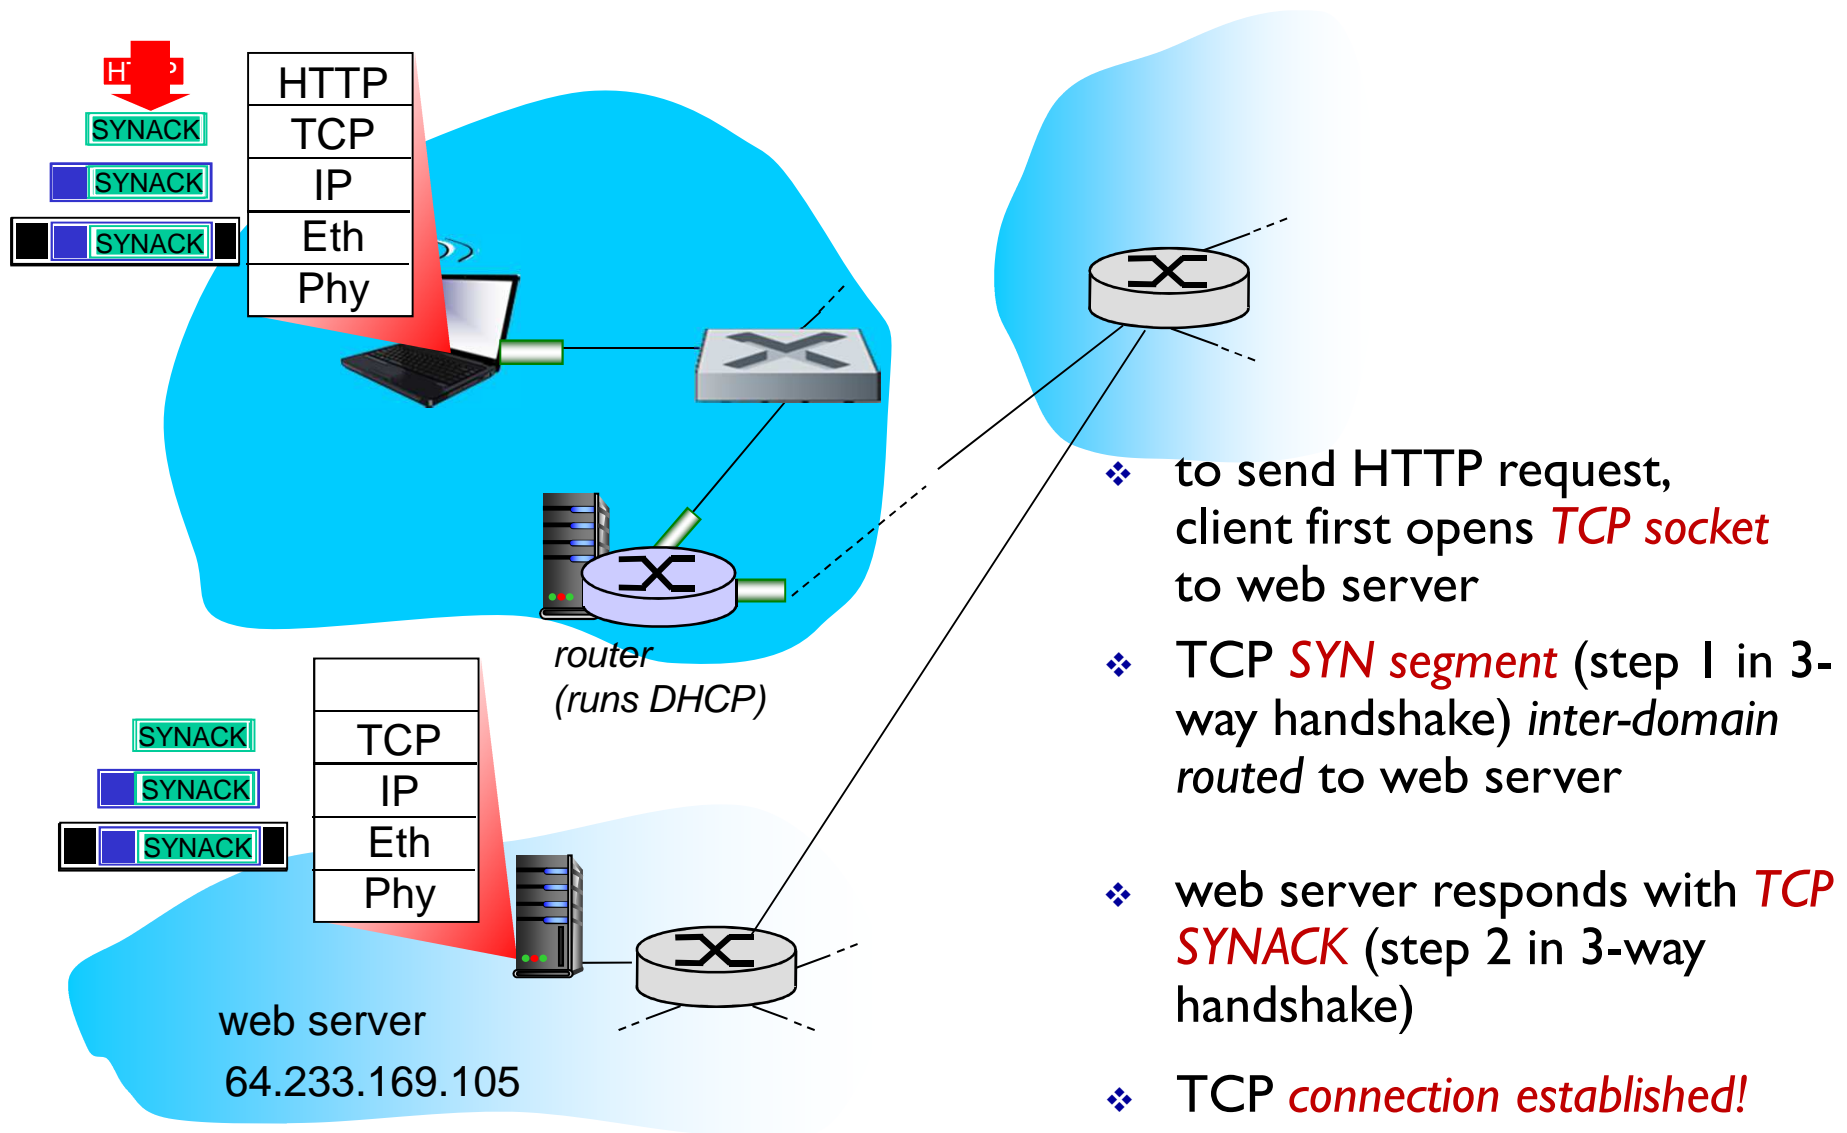 HTTP
SYNACK
SYNACK
SYNACK
HTTP
TCP
IP
Eth
Phy
router
(runs DHCP)
SYNACK
SYNACK
SYNACK
TCP
IP
Eth
Phy
web server
64.233.169.105
to send HTTP request,
client first opens TCP socket
to web server
TCP SYN segment (step 1 in 3-
way handshake) inter-domain
routed to web server
web server responds with TCP
SYNACK (step 2 in 3-way
handshake)
TCP connection established!